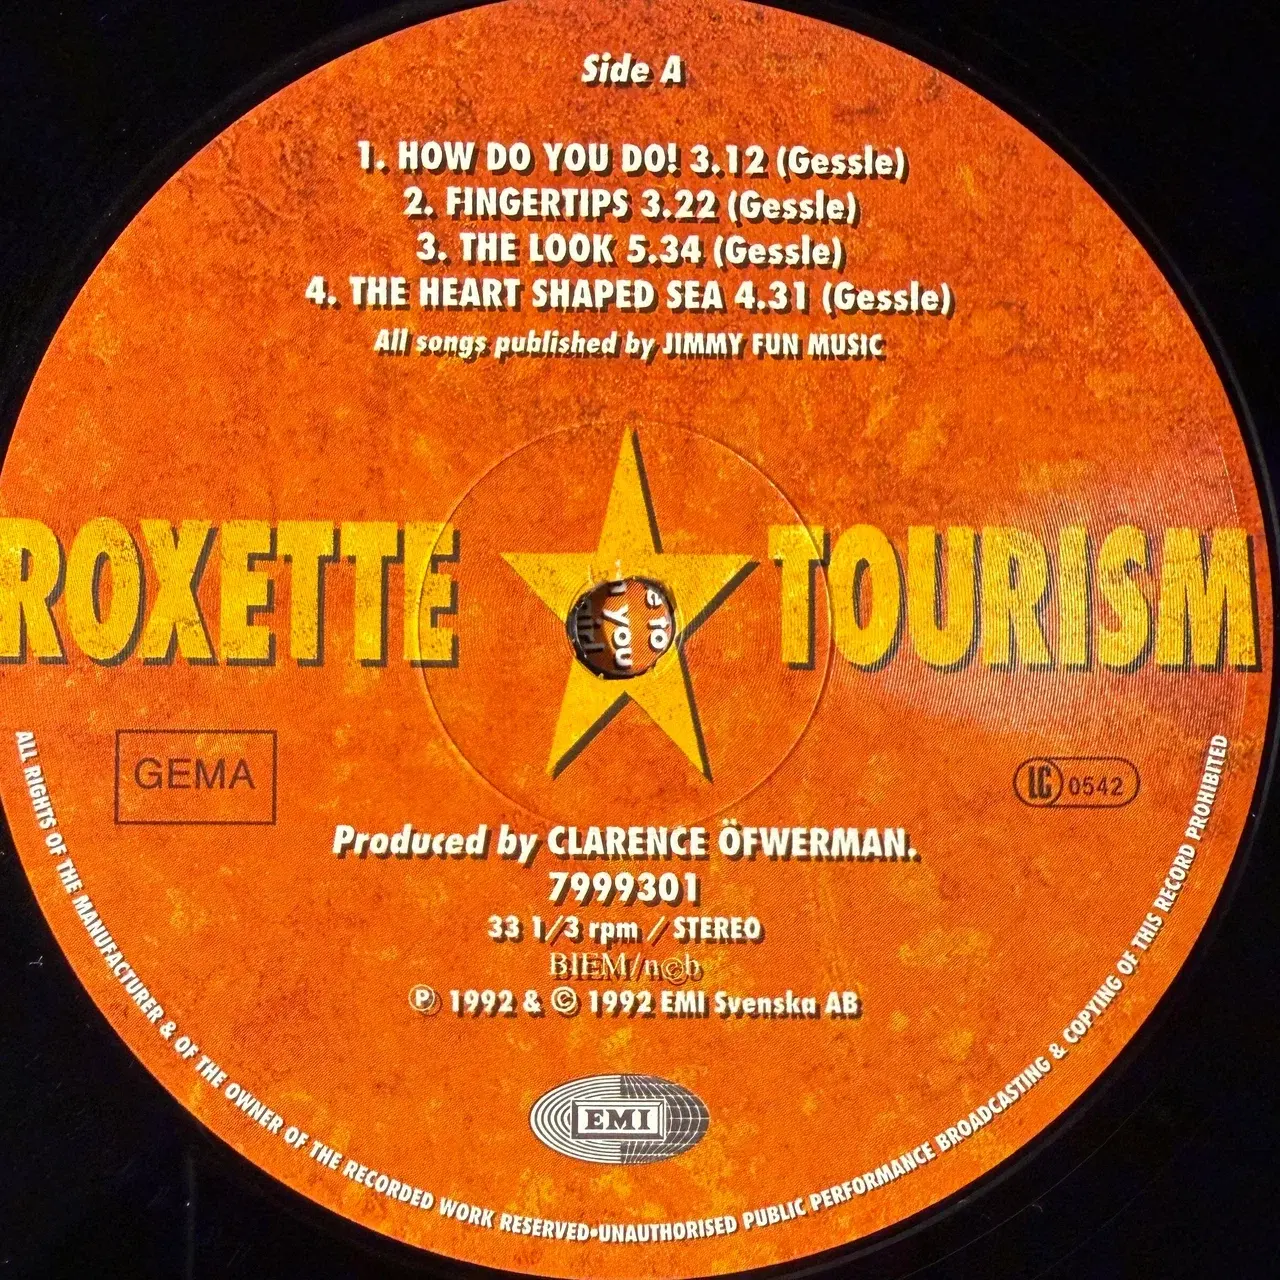 Side A
1. HOW DO YOU DO! 3.12 (Gessle)
2. FINGERTIPS 3.22 (Gessle)
3. THE LOOK 5.34 (Gessle)
4. THE HEART SHAPED SEA 4.31 (Gessle)
All songs published by JIMMY FUN MUSIC
ROXETTE TOURISM
you
e to
GEMA
LC 0542
Produced by CLARENCE ÖFWERMAN.
7999301
33 1/3 rpm / STEREO
BIEM/n©b
℗ 1992 & © 1992 EMI Svenska AB
EMI
ALL RIGHTS OF THE MANUFACTURER & OF THE OWNER OF THE RECORDED WORK RESERVED•UNAUTHORISED PUBLIC PERFORMANCE BROADCASTING & COPYING OF THIS RECORD PROHIBITED